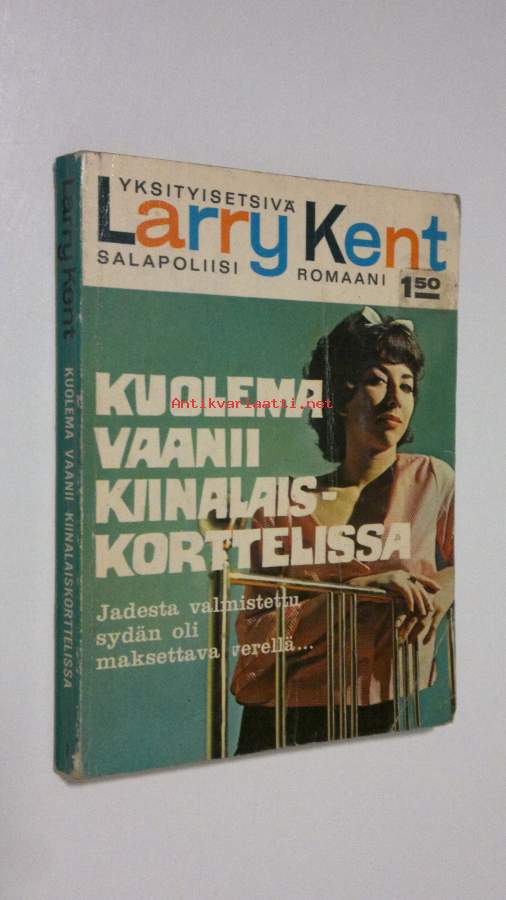 YKSITYISETSIVÄ
Larry Kent
SALAPOLIISI ROMAANI
1.50
KUOLEMA
VAANII
KIINALAIS-
KORTTELISSA
Jadesta valmistettu
sydän oli
maksettava verellä...
Larry Kent KUOLEMA VAANII KIINALAISKORTTELISSA
Antikvariaatti.net